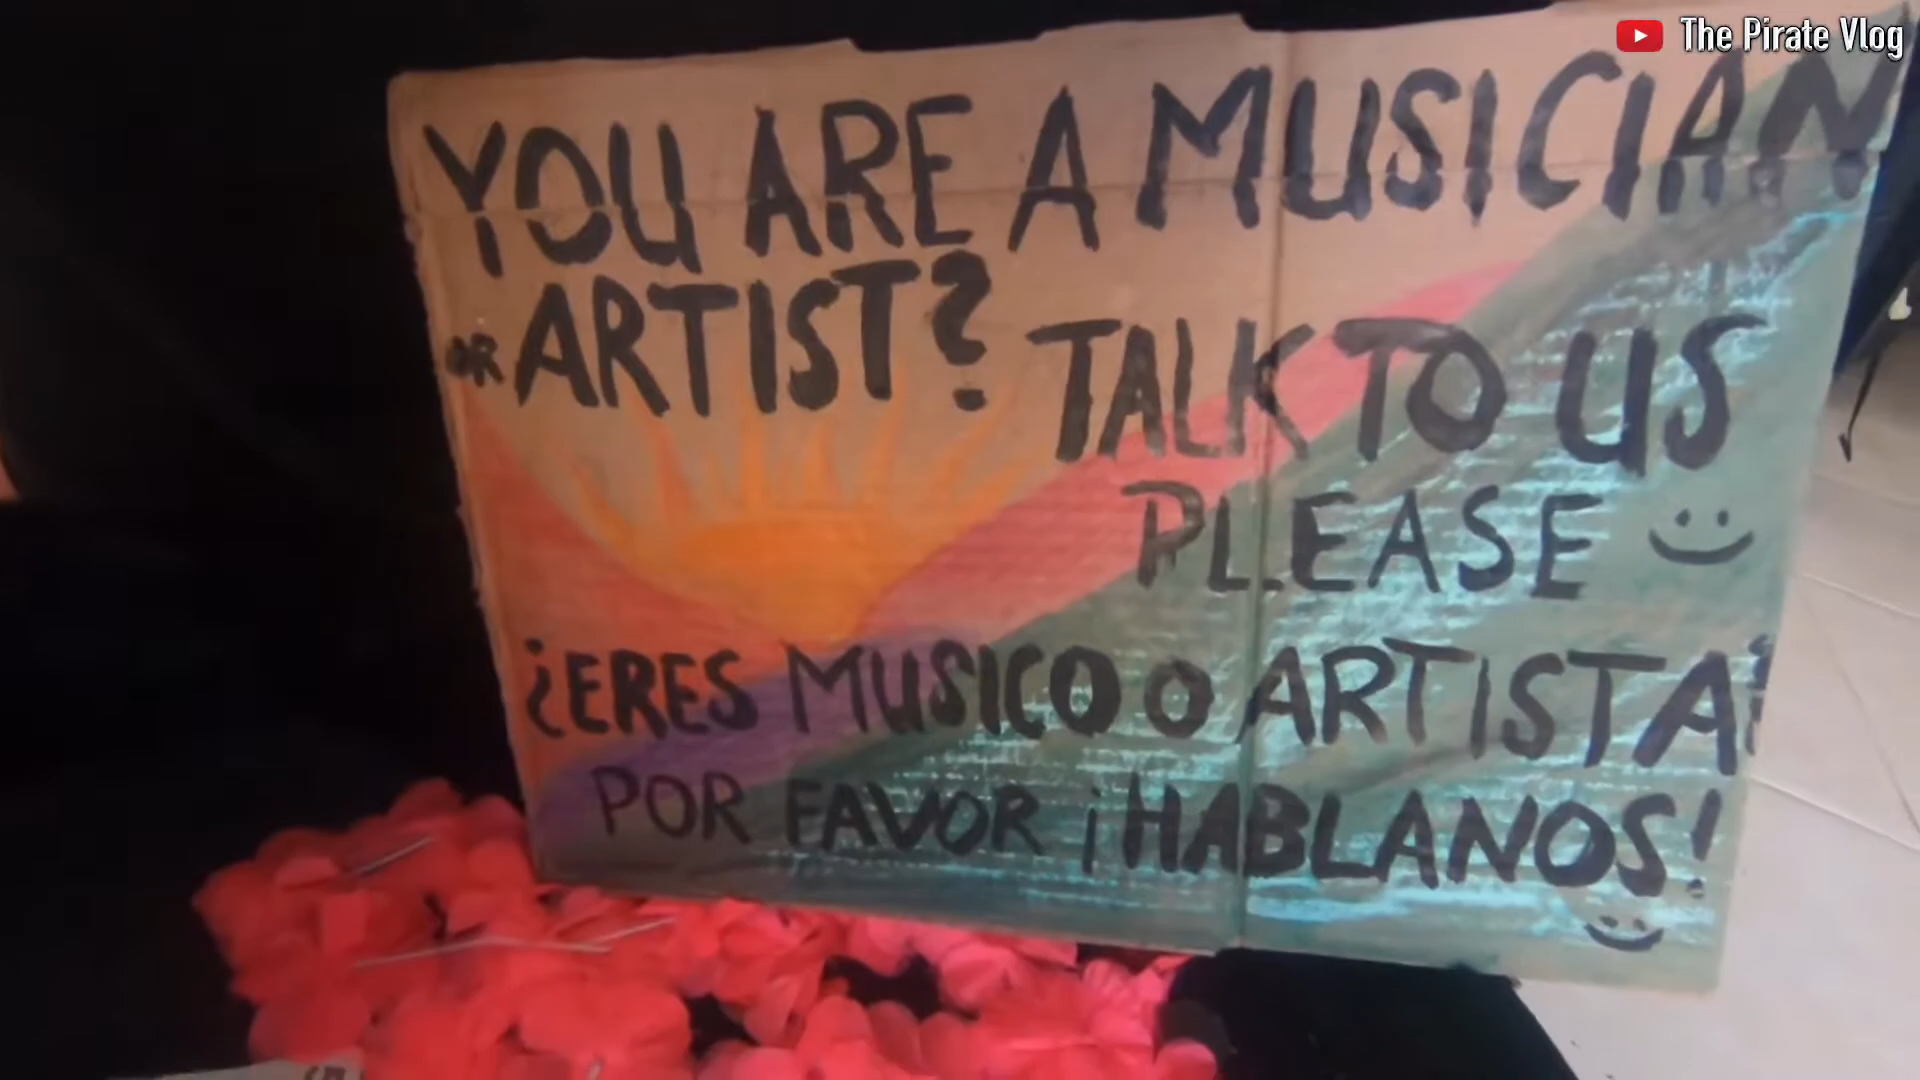 The Pirate Vlog
YOU ARE A MUSICIAN
OR ARTIST?
TALK TO US
PLEASE
¿ERES MUSICO O ARTISTA?
POR FAVOR ¡HABLANOS!